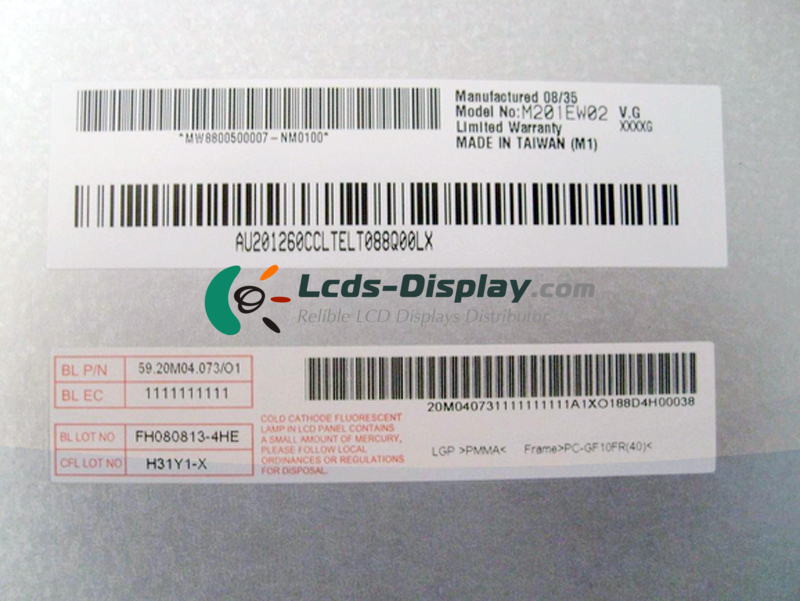 Manufactured 08/35
Model No:M201EW02 V.G
Limited Warranty XXXXG
MADE IN TAIWAN (M1)
*MW8800500007-NM0100*
AU201260CCLTELT088Q00LX
Lcds-Display.com
Relible LCD Displays Distributor
BL P/N 59.20M04.073/O1
BL EC 1111111111
BL LOT NO FH080813-4HE
CFL LOT NO H31Y1-X
COLD CATHODE FLUORESCENT
LAMP IN LCD PANEL CONTAINS
A SMALL AMOUNT OF MERCURY,
PLEASE FOLLOW LOCAL
ORDINANCES OR REGULATIONS
FOR DISPOSAL.
20M040731111111111A1XO188D4H00038
LGP >PMMA< Frame>PC-GF10FR(40)<